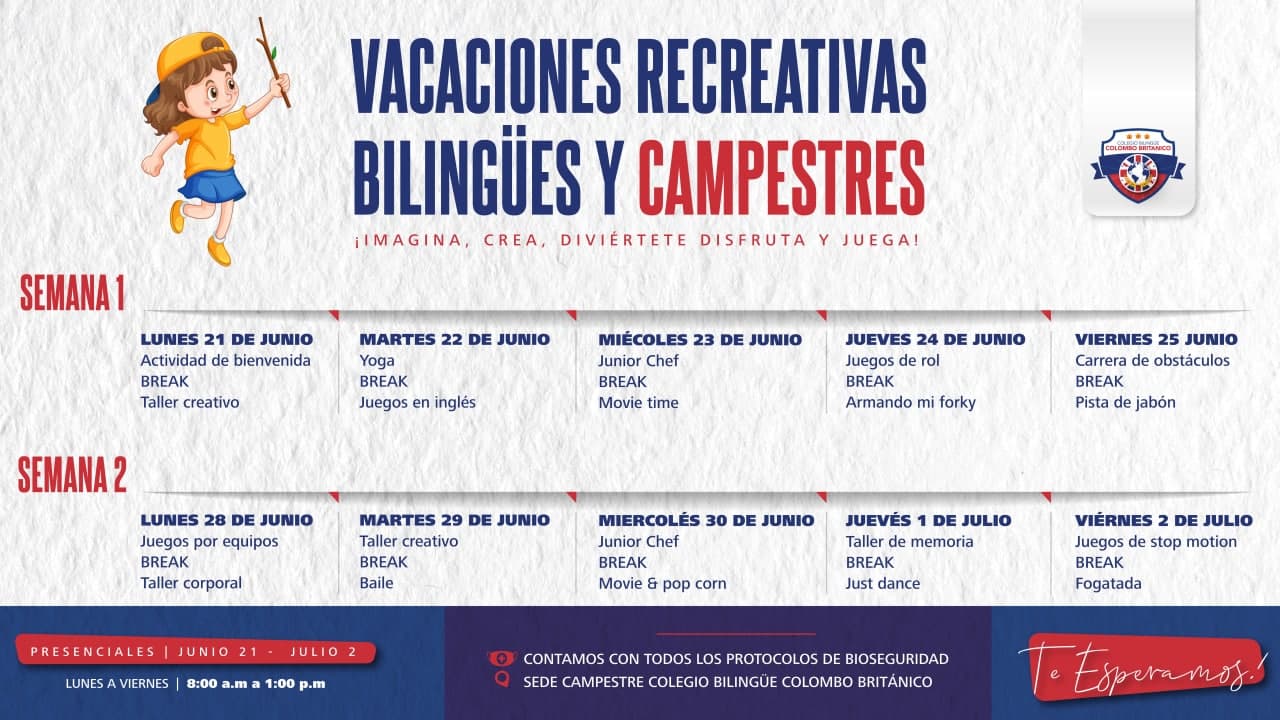 VACACIONES RECREATIVAS
BILINGÜES Y CAMPESTRES
¡IMAGINA, CREA, DIVIÉRTETE DISFRUTA Y JUEGA!
COLEGIO BILINGÜE
COLOMBO BRITÁNICO
SEMANA 1
LUNES 21 DE JUNIO
Actividad de bienvenida
BREAK
Taller creativo
MARTES 22 DE JUNIO
Yoga
BREAK
Juegos en inglés
MIÉCOLES 23 DE JUNIO
Junior Chef
BREAK
Movie time
JUEVES 24 DE JUNIO
Juegos de rol
BREAK
Armando mi forky
VIERNES 25 JUNIO
Carrera de obstáculos
BREAK
Pista de jabón
SEMANA 2
LUNES 28 DE JUNIO
Juegos por equipos
BREAK
Taller corporal
MARTES 29 DE JUNIO
Taller creativo
BREAK
Baile
MIERCOLÉS 30 DE JUNIO
Junior Chef
BREAK
Movie & pop corn
JUEVÉS 1 DE JULIO
Taller de memoria
BREAK
Just dance
VIÉRNES 2 DE JULIO
Juegos de stop motion
BREAK
Fogatada
PRESENCIALES | JUNIO 21 - JULIO 2
LUNES A VIERNES | 8:00 a.m a 1:00 p.m
CONTAMOS CON TODOS LOS PROTOCOLOS DE BIOSEGURIDAD
SEDE CAMPESTRE COLEGIO BILINGÜE COLOMBO BRITÁNICO
Te Esperamos!